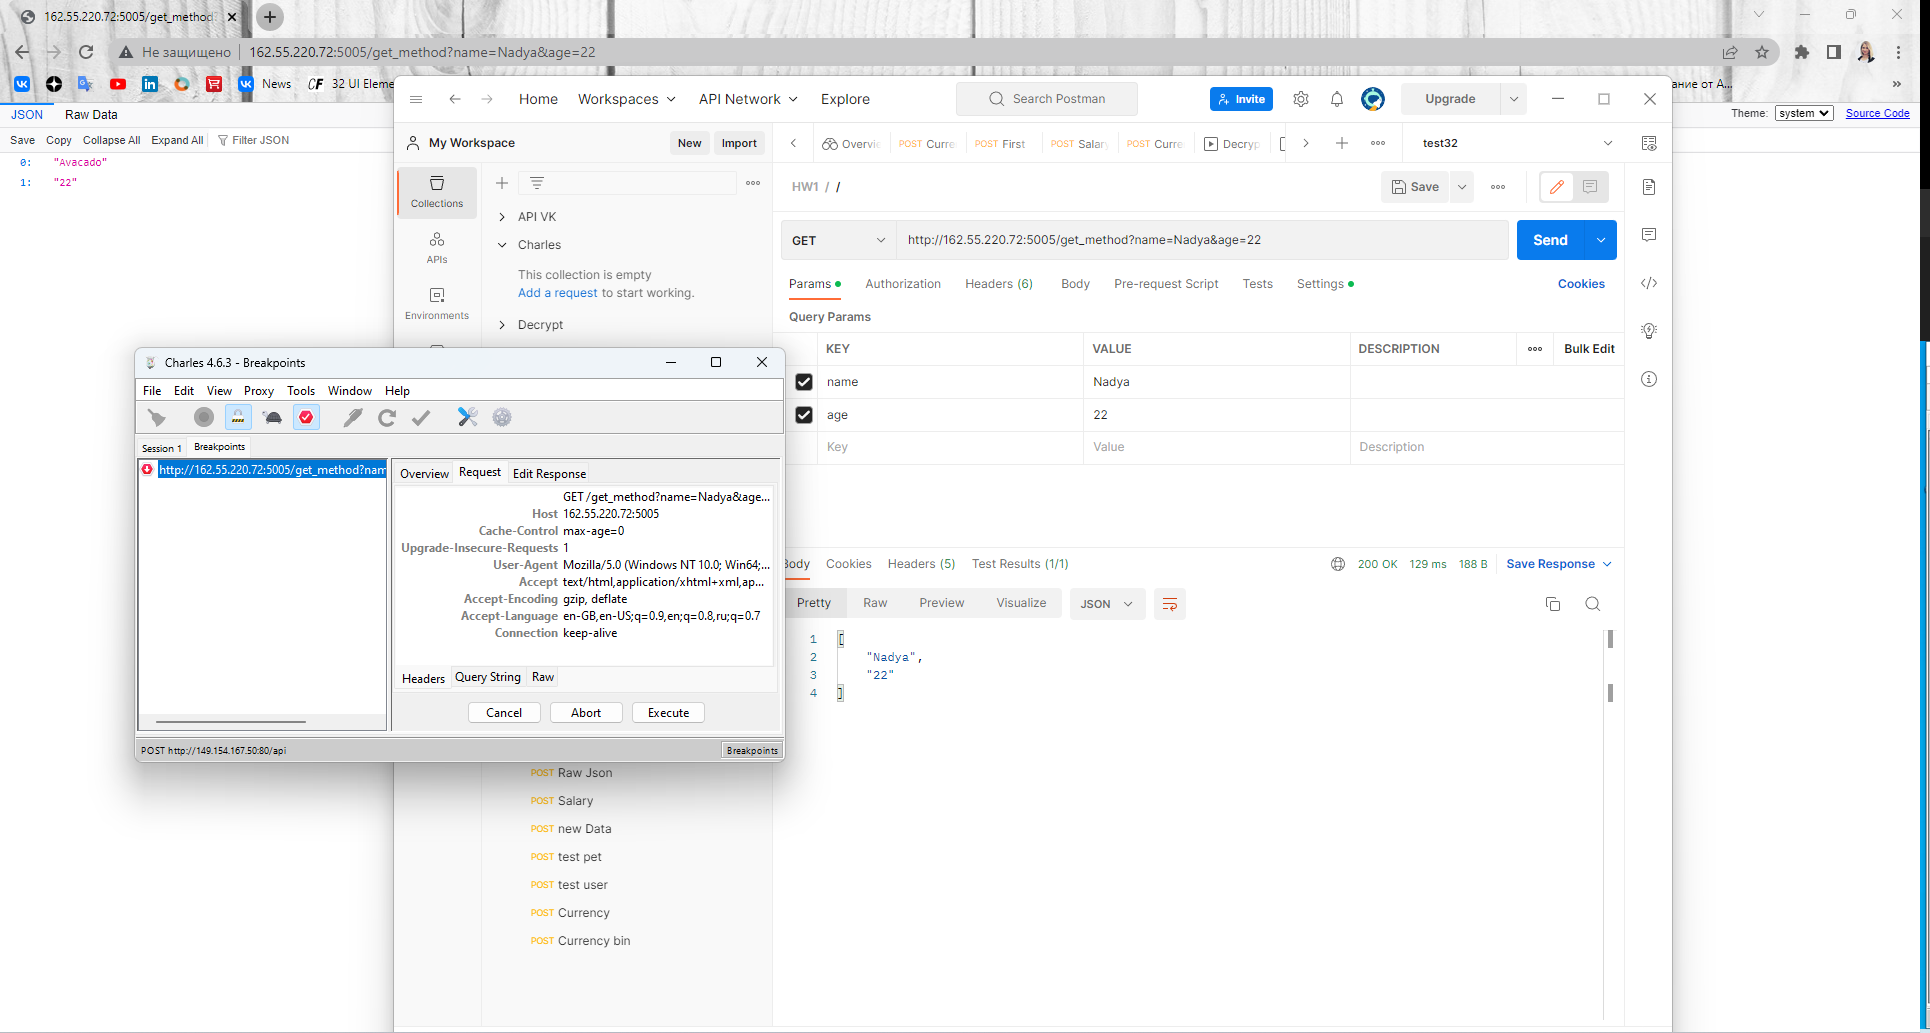 162.55.220.72:5005/get_method?
Не защищено 162.55.220.72:5005/get_method?name=Nadya&age=22
News CF 32 UI Eleme
ание от А...
JSON Raw Data
Theme: system Source Code
Save Copy Collapse All Expand All Filter JSON
0: "Avacado"
1: "22"
Home Workspaces API Network Explore Search Postman Invite Upgrade
My Workspace New Import
Overvi POST Curre POST First POST Salary POST Curre Decryp test32
Collections
APIs
Environments
API VK
Charles
This collection is empty
Add a request to start working.
Decrypt
HW1 / / Save
GET http://162.55.220.72:5005/get_method?name=Nadya&age=22 Send
Params Authorization Headers (6) Body Pre-request Script Tests Settings Cookies
Query Params
KEY VALUE DESCRIPTION Bulk Edit
name Nadya
age 22
Key Value Description
Charles 4.6.3 - Breakpoints
File Edit View Proxy Tools Window Help
Session 1 Breakpoints
http://162.55.220.72:5005/get_method?nam
Overview Request Edit Response
GET /get_method?name=Nadya&age...
Host 162.55.220.72:5005
Cache-Control max-age=0
Upgrade-Insecure-Requests 1
User-Agent Mozilla/5.0 (Windows NT 10.0; Win64;...
Accept text/html,application/xhtml+xml,ap...
Accept-Encoding gzip, deflate
Accept-Language en-GB,en-US;q=0.9,en;q=0.8,ru;q=0.7
Connection keep-alive
Headers Query String Raw
Cancel Abort Execute
POST http://149.154.167.50:80/api Breakpoints
Body Cookies Headers (5) Test Results (1/1) 200 OK 129 ms 188 B Save Response
Pretty Raw Preview Visualize JSON
1 [
2 "Nadya",
3 "22"
4 ]
POST Raw Json
POST Salary
POST new Data
POST test pet
POST test user
POST Currency
POST Currency bin